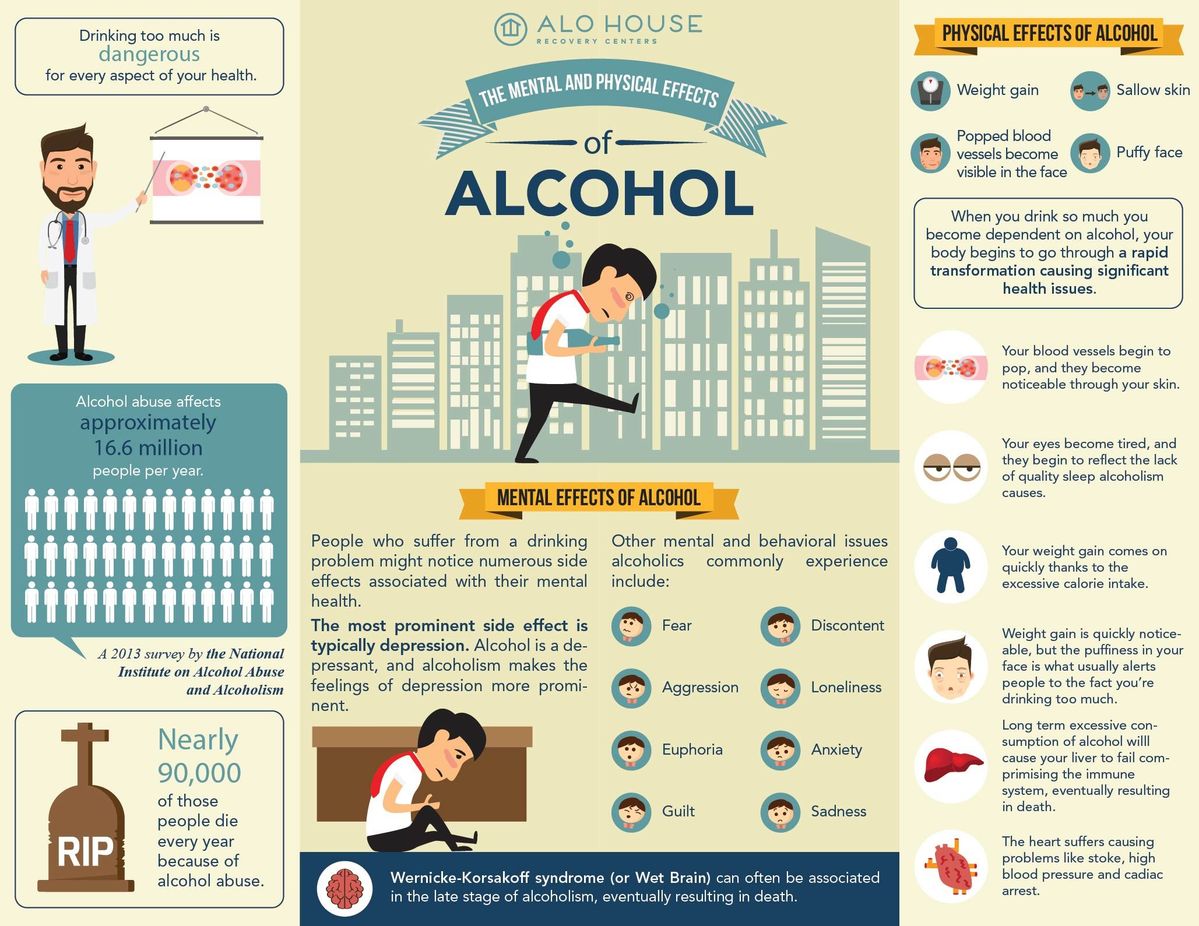 Drinking too much is
dangerous
for every aspect of your health.
Alcohol abuse affects
approximately
16.6 million
people per year.
A 2013 survey by the National
Institute on Alcohol Abuse
and Alcoholism
RIP
Nearly
90,000
of those
people die
every year
because of
alcohol abuse.
ALO HOUSE
RECOVERY CENTERS
THE MENTAL AND PHYSICAL EFFECTS
of
ALCOHOL
MENTAL EFFECTS OF ALCOHOL
People who suffer from a drinking
problem might notice numerous side
effects associated with their mental
health.
The most prominent side effect is
typically depression. Alcohol is a de-
pressant, and alcoholism makes the
feelings of depression more promi-
nent.
Other mental and behavioral issues
alcoholics commonly experience
include:
Fear
Discontent
Aggression
Loneliness
Euphoria
Anxiety
Guilt
Sadness
Wernicke-Korsakoff syndrome (or Wet Brain) can often be associated
in the late stage of alcoholism, eventually resulting in death.
PHYSICAL EFFECTS OF ALCOHOL
Weight gain
Sallow skin
Popped blood
vessels become
visible in the face
Puffy face
When you drink so much you
become dependent on alcohol, your
body begins to go through a rapid
transformation causing significant
health issues.
Your blood vessels begin to
pop, and they become
noticeable through your skin.
Your eyes become tired, and
they begin to reflect the lack
of quality sleep alcoholism
causes.
Your weight gain comes on
quickly thanks to the
excessive calorie intake.
Weight gain is quickly notice-
able, but the puffiness in your
face is what usually alerts
people to the fact you're
drinking too much.
Long term excessive con-
sumption of alcohol willl
cause your liver to fail com-
primising the immune
system, eventually resulting
in death.
The heart suffers causing
problems like stoke, high
blood pressure and cadiac
arrest.